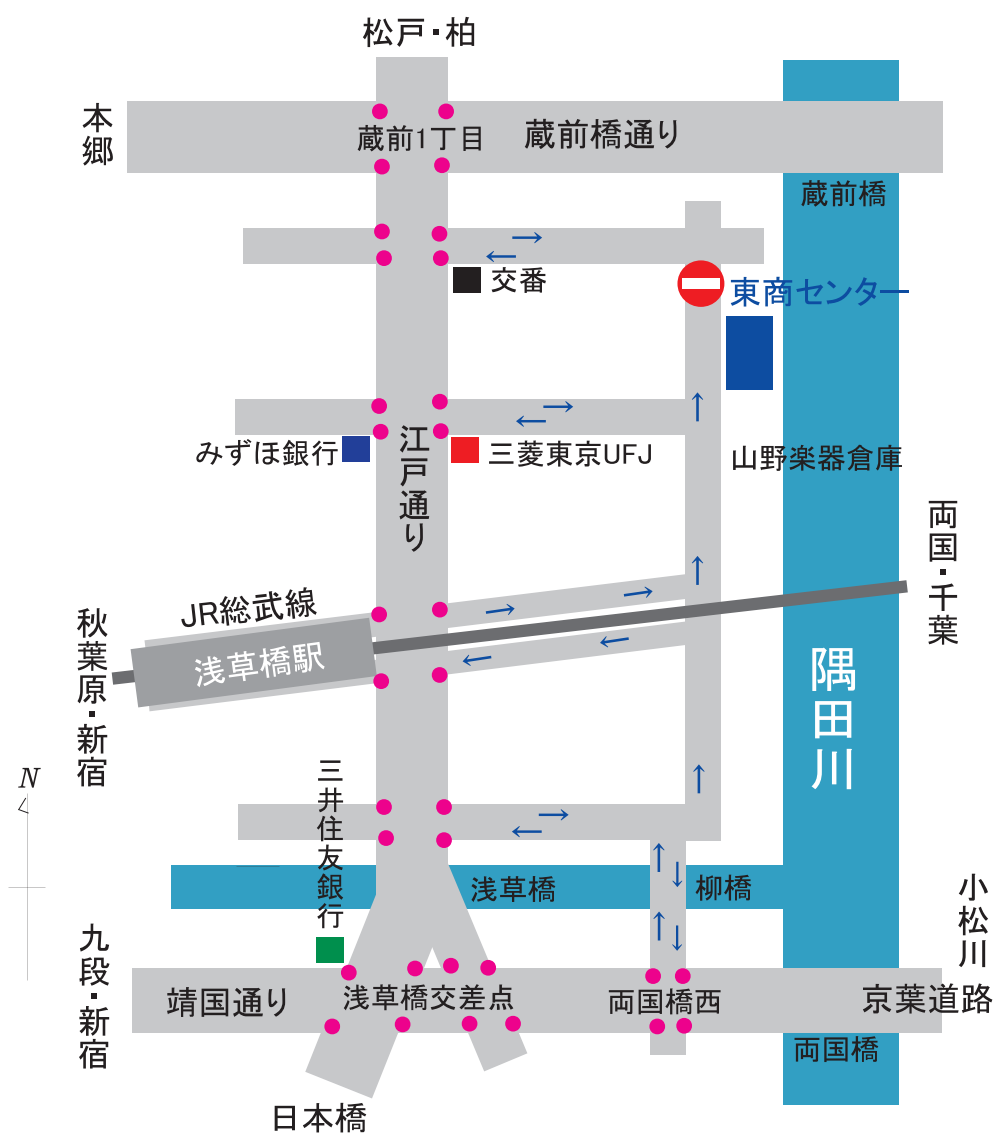 松戸・柏
本郷
蔵前1丁目
蔵前橋通り
蔵前橋
交番
東商センター
みずほ銀行
江戸通り
三菱東京UFJ
山野楽器倉庫
両国・千葉
JR総武線
浅草橋駅
秋葉原・新宿
隅田川
N
三井住友銀行
浅草橋
柳橋
小松川
九段・新宿
靖国通り
浅草橋交差点
両国橋西
京葉道路
両国橋
日本橋